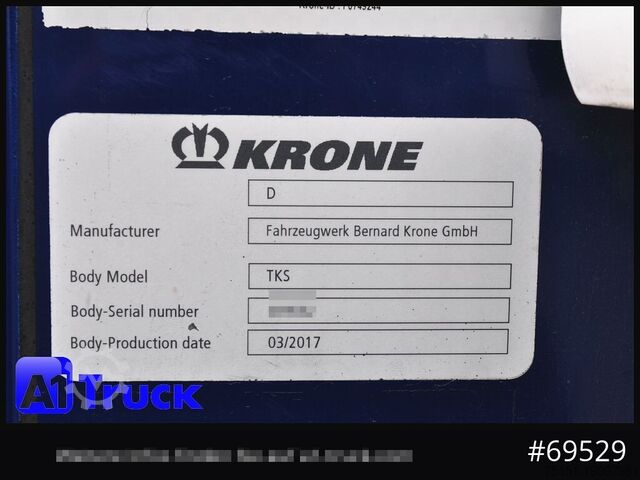 KRONE
D
Manufacturer Fahrzeugwerk Bernard Krone GmbH
Body Model TKS
Body-Serial number
Body-Production date 03/2017
A1 TRUCK
#69529